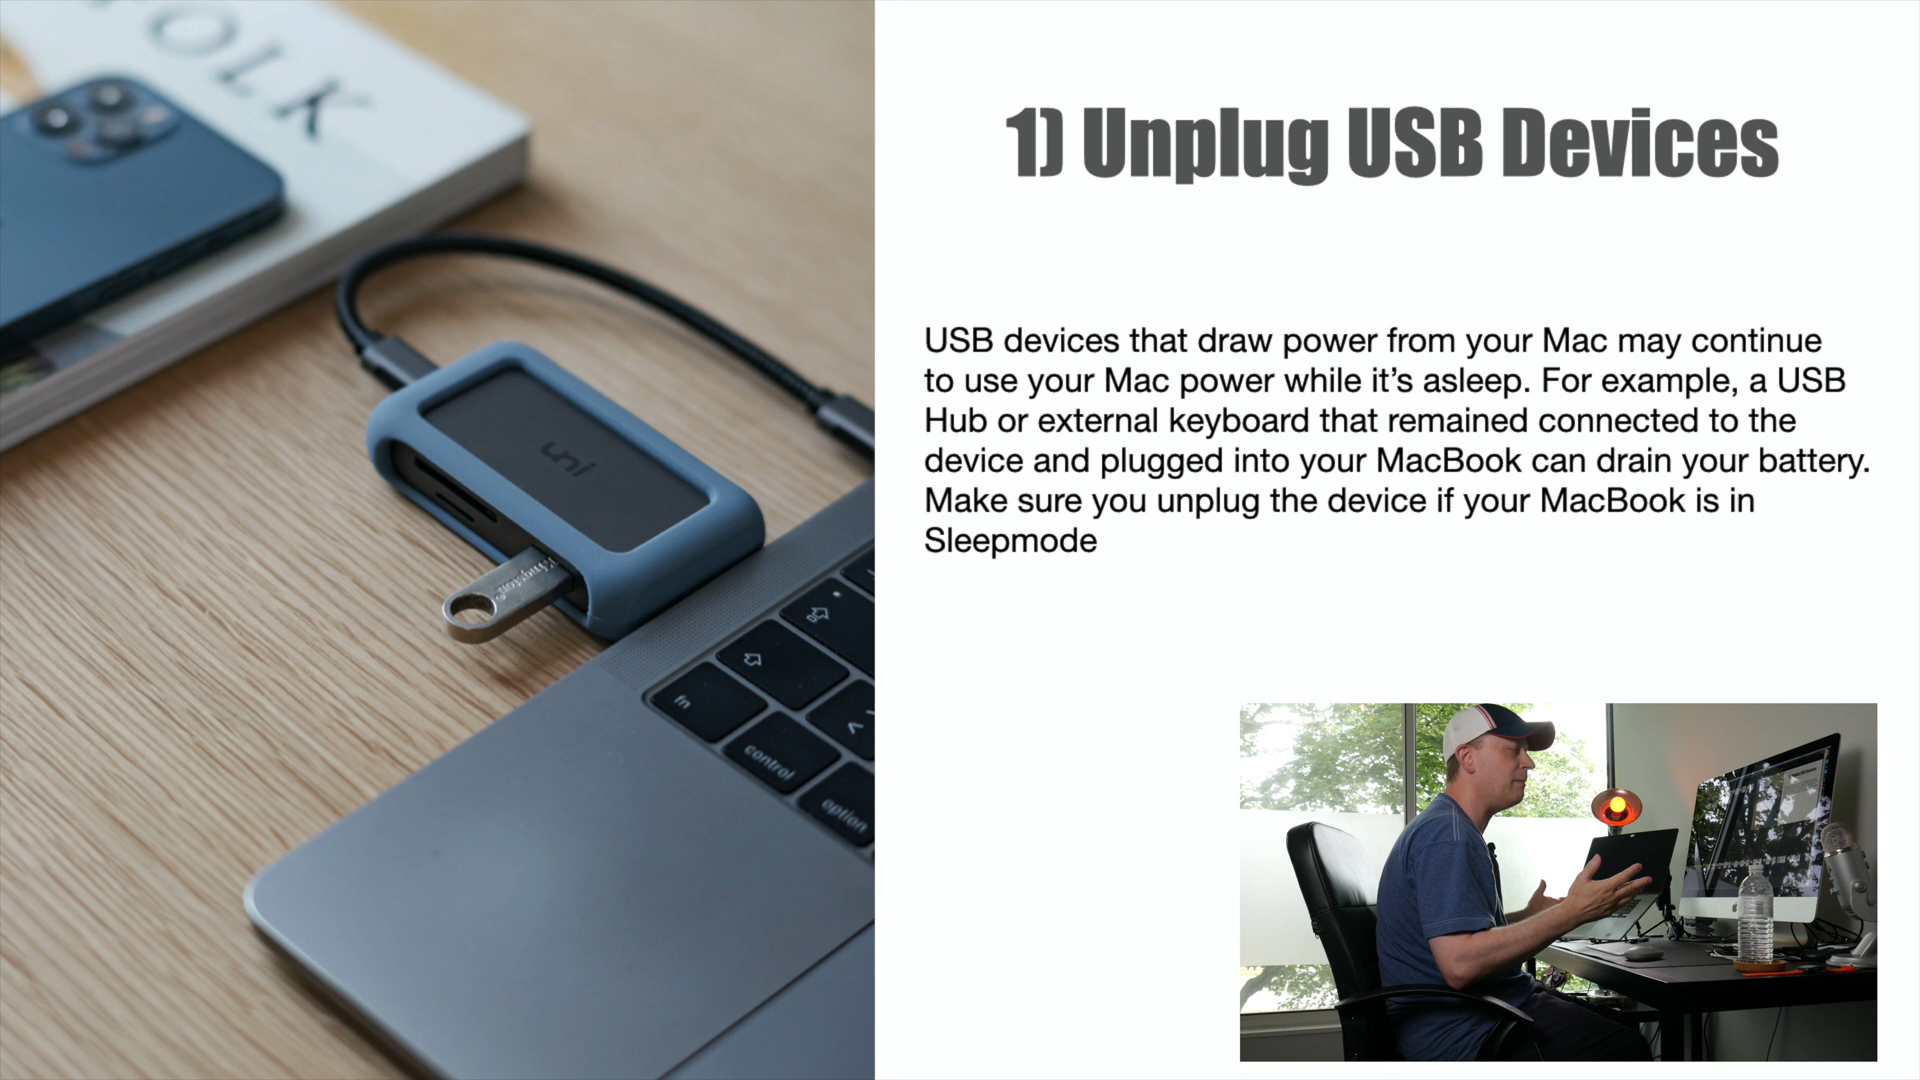 OLK
uni
Kingston
fn
control
option
<
1) Unplug USB Devices
USB devices that draw power from your Mac may continue
to use your Mac power while it’s asleep. For example, a USB
Hub or external keyboard that remained connected to the
device and plugged into your MacBook can drain your battery.
Make sure you unplug the device if your MacBook is in
Sleepmode